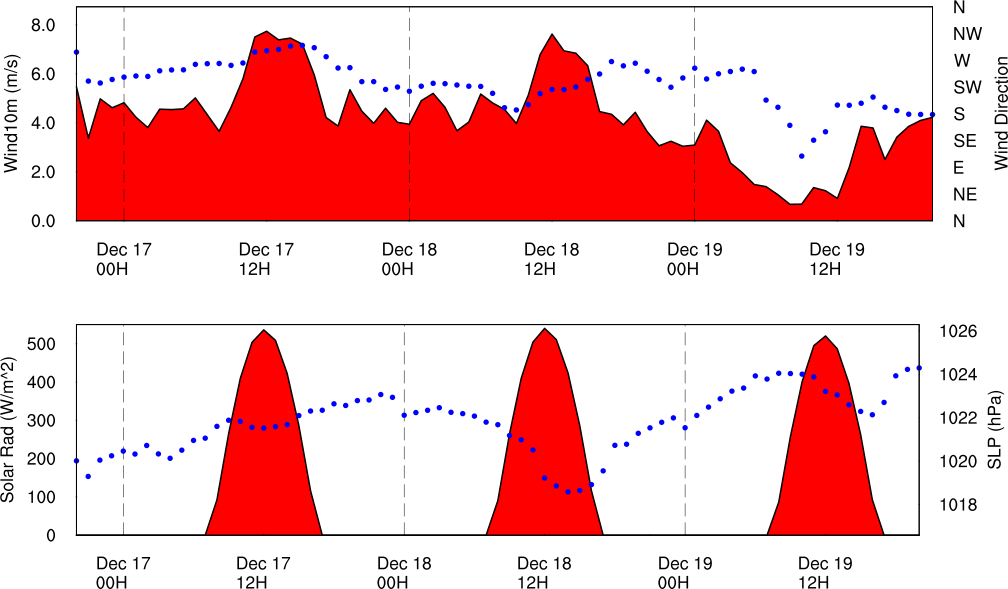 Wind10m (m/s)
8.0
6.0
4.0
2.0
0.0
N
NW
W
SW
S
SE
E
NE
N
Wind Direction
Dec 17 Dec 17 Dec 18 Dec 18 Dec 19 Dec 19
00H 12H 00H 12H 00H 12H
Solar Rad (W/m^2)
500
400
300
200
100
0
1026
1024
1022
1020
1018
SLP (hPa)
Dec 17 Dec 17 Dec 18 Dec 18 Dec 19 Dec 19
00H 12H 00H 12H 00H 12H